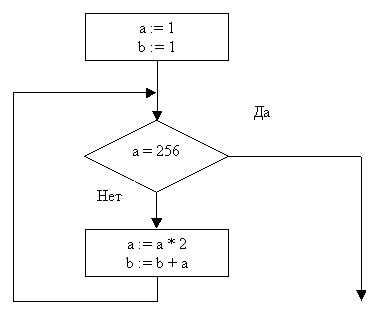 a := 1
b := 1
Да
a = 256
Нет
a := a * 2
b := b + a